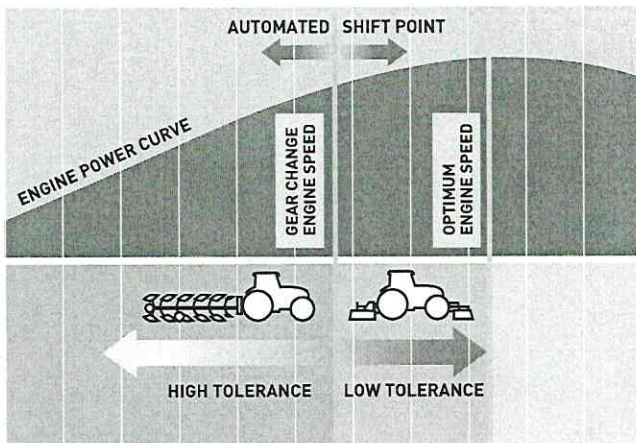 AUTOMATED SHIFT POINT
ENGINE POWER CURVE
GEAR CHANGE
ENGINE SPEED
OPTIMUM
ENGINE SPEED
HIGH TOLERANCE
LOW TOLERANCE